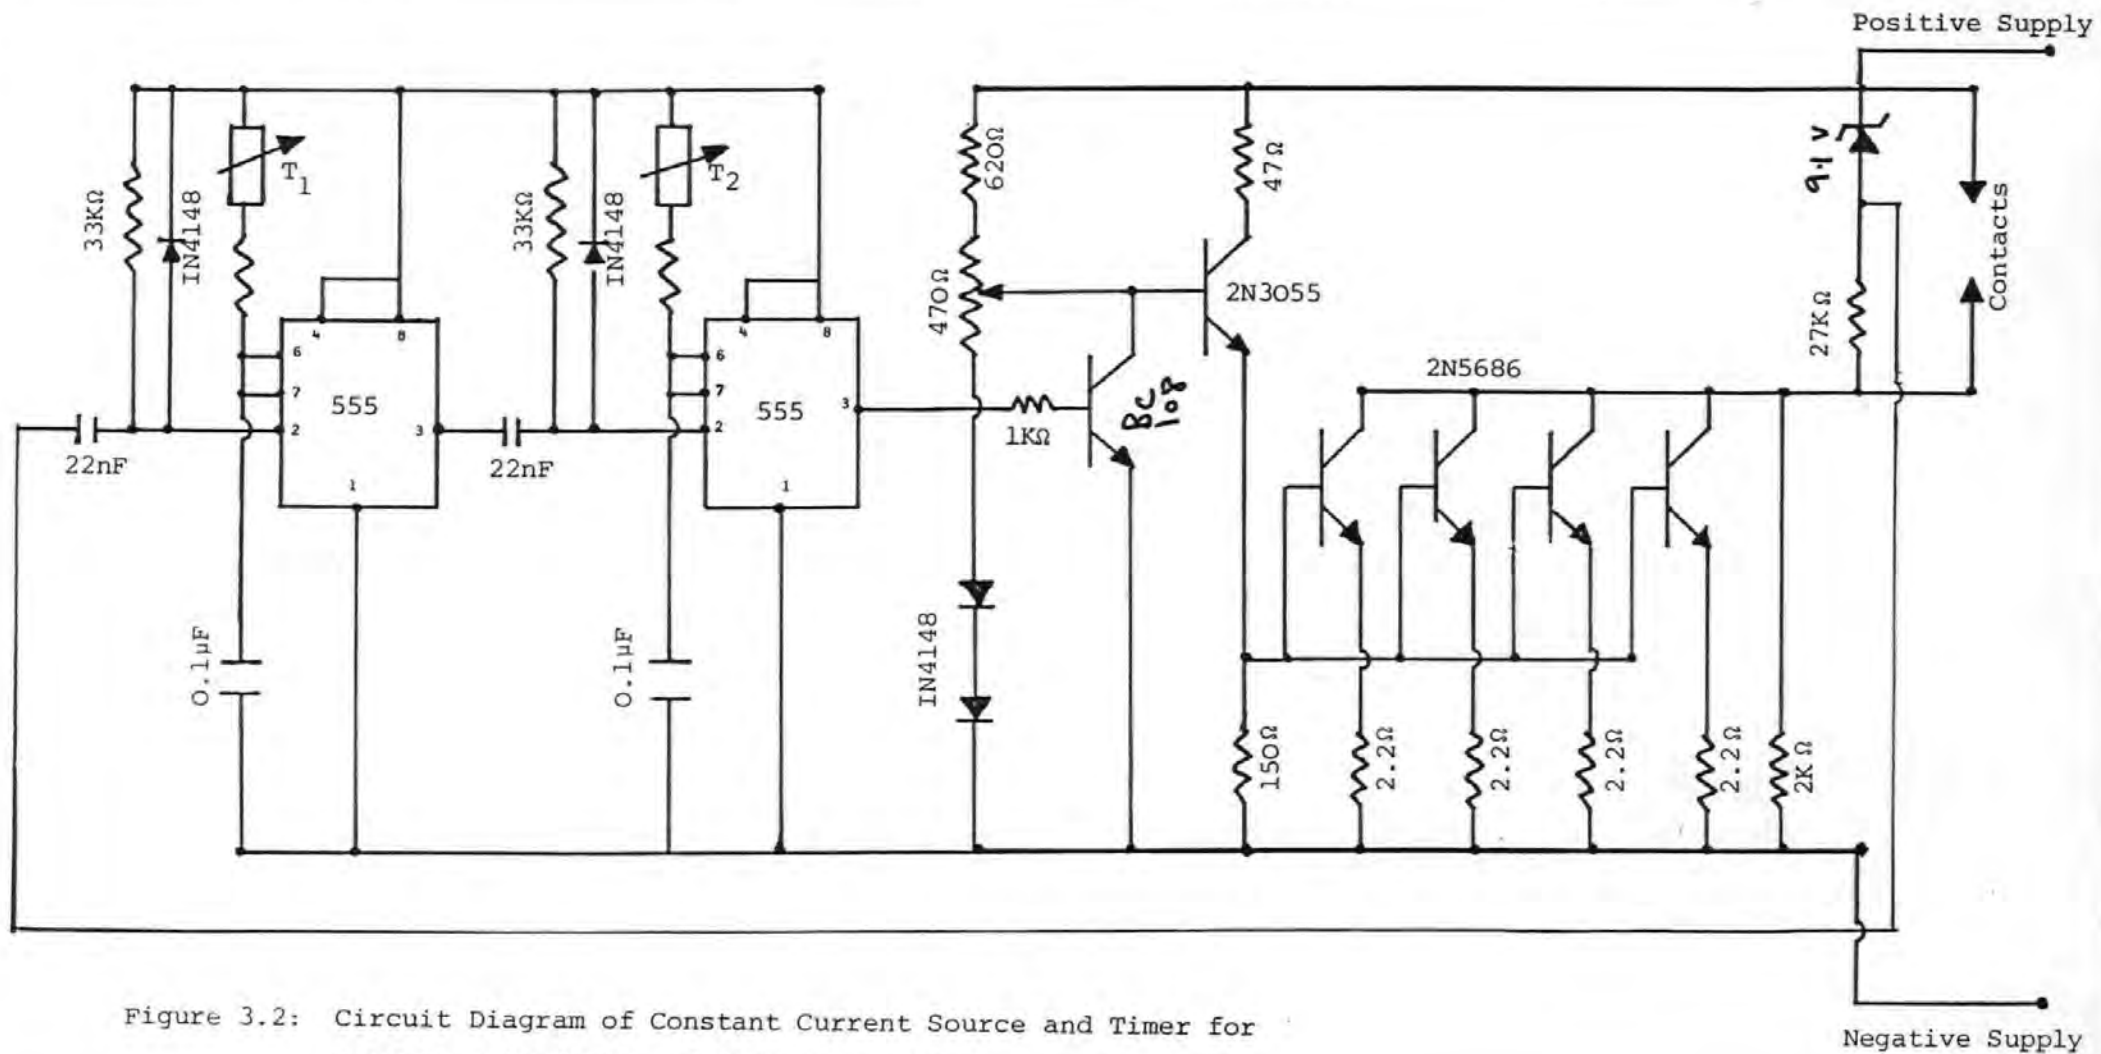 Positive Supply
33KΩ
IN4148
T1
33KΩ
IN4148
T2
620Ω
47Ω
9.1 V
Contacts
470Ω
2N3055
27KΩ
4
8
6
7
2
555
3
1
22nF
4
8
6
7
2
555
3
1
22nF
1KΩ
BC
108
2N5686
0.1µF
0.1µF
IN4148
150Ω
2.2Ω
2.2Ω
2.2Ω
2.2Ω
2KΩ
Figure 3.2: Circuit Diagram of Constant Current Source and Timer for
Negative Supply